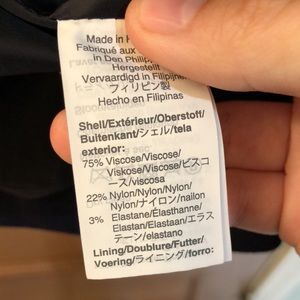 Made in
Fabriqué aux
in Den Philip
Hergestellt
Vervaardigd in Filipijnen
フィリピン製
Hecho en Filipinas
Shell/Extérieur/Oberstoff/
Buitenkant/シェル/tela
exterior:
75% Viscose/Viscose/
Viskose/Viscose/ビスコ
ース/viscosa
22% Nylon/Nylon/Nylon/
Nylon/ナイロン/nailon
3% Elastane/Élasthanne/
Elastan/Elastaan/エラス
テーン/elastano
Lining/Doublure/Futter/
Voering/ライニング/forro: